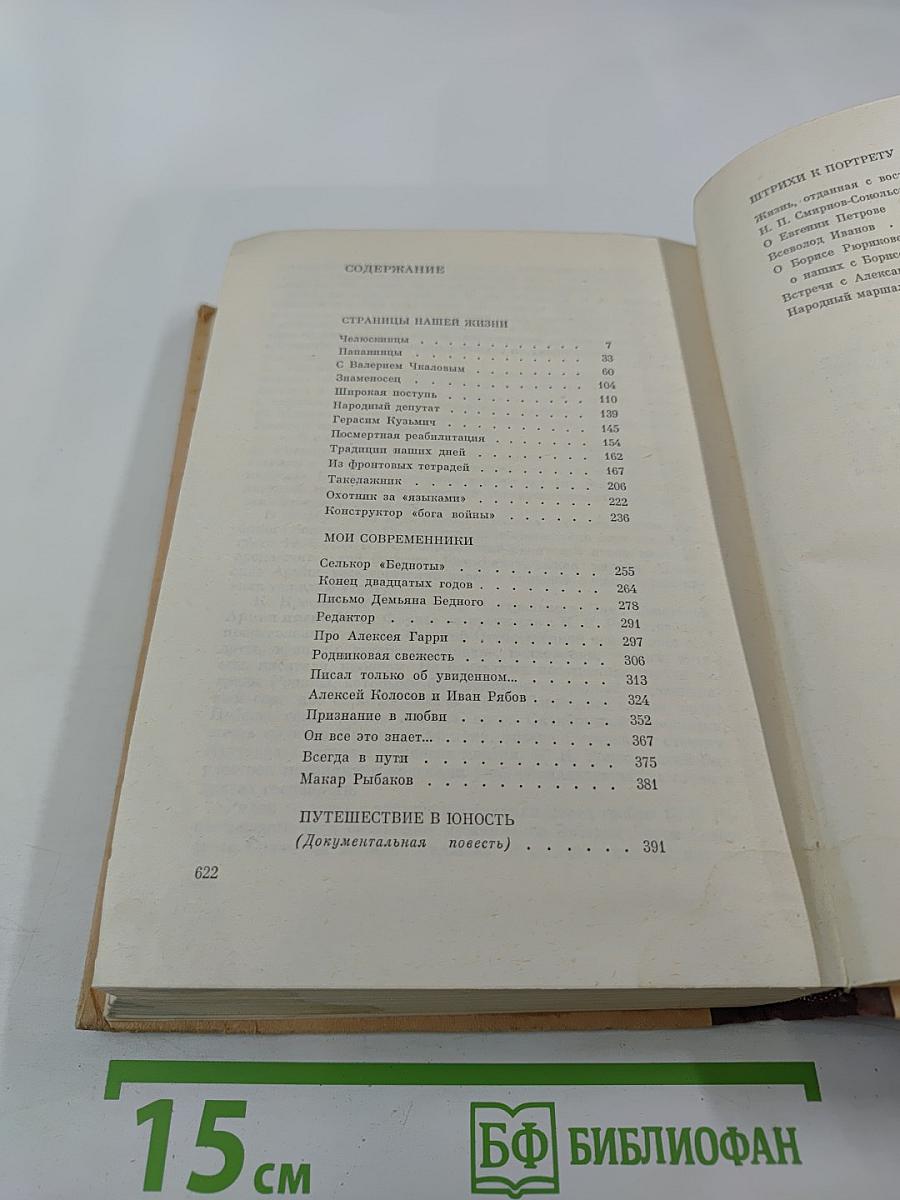 СОДЕРЖАНИЕ
СТРАНИЦЫ НАШЕЙ ЖИЗНИ
Челюскинцы . . . . . . . . . . . . 7
Папанинцы . . . . . . . . . . . . 33
С Валерием Чкаловым . . . . . . . . 60
Знаменосец . . . . . . . . . . . . 104
Широкая поступь . . . . . . . . . . 110
Народный депутат . . . . . . . . . 139
Герасим Кузьмич . . . . . . . . . . 145
Посмертная реабилитация . . . . . . . 154
Традиции наших дней . . . . . . . . 162
Из фронтовых тетрадей . . . . . . . . 167
Такелажник . . . . . . . . . . . . 206
Охотник за «языками» . . . . . . . . 222
Конструктор «бога войны» . . . . . . 236
МОИ СОВРЕМЕННИКИ
Селькор «Бедноты» . . . . . . . . . 255
Конец двадцатых годов . . . . . . . . 264
Письмо Демьяна Бедного . . . . . . . 278
Редактор . . . . . . . . . . . . . 291
Про Алексея Гарри . . . . . . . . . 297
Родниковая свежесть . . . . . . . . . 306
Писал только об увиденном... . . . . . 313
Алексей Колосов и Иван Рябов . . . . . 324
Признание в любви . . . . . . . . . 352
Он все это знает... . . . . . . . . . . 367
Всегда в пути . . . . . . . . . . . 375
Макар Рыбаков . . . . . . . . . . . 381
ПУТЕШЕСТВИЕ В ЮНОСТЬ
(Документальная повесть) . . . . . . 391
622
ШТРИХИ К ПОРТРЕТУ
Жизнь, отданная с
И. П.
О Евгении Петрове
Всеволод Иванов .
О Борисе
о наших с
Встречи с
Народный
15 см
БФ БИБЛИОФАН